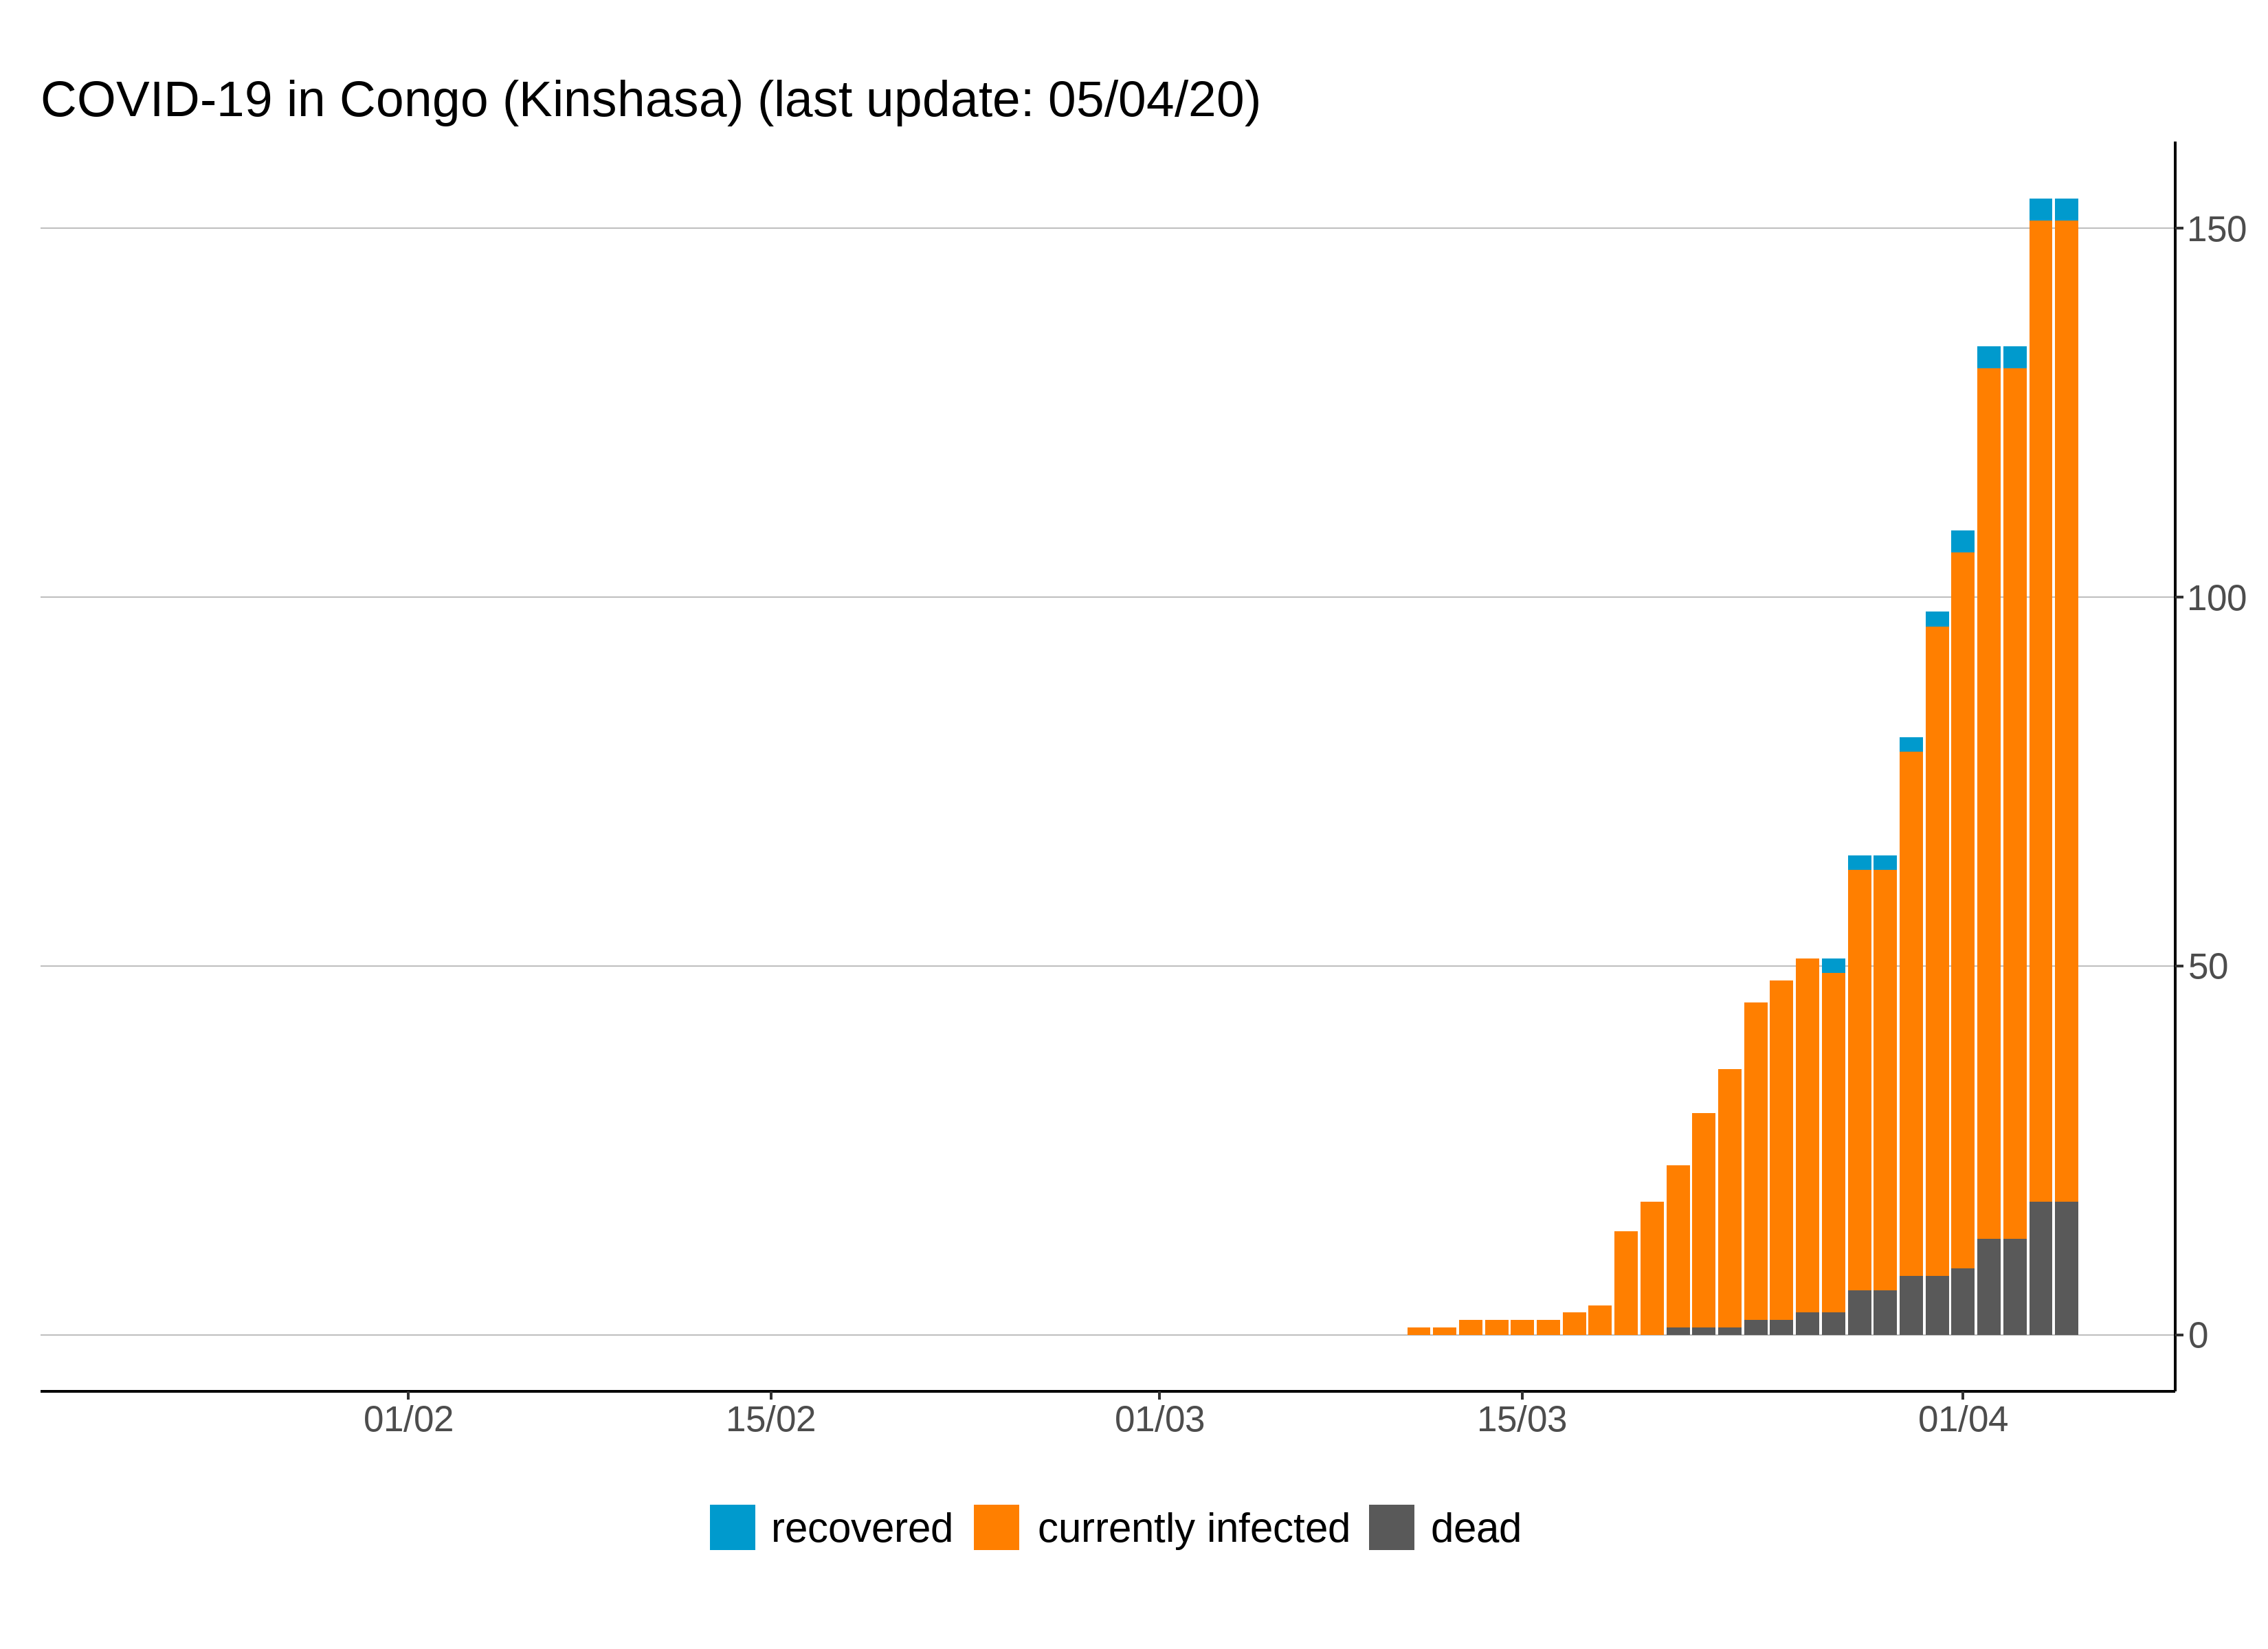 COVID-19 in Congo (Kinshasa) (last update: 05/04/20)
150
100
50
0
01/02 15/02 01/03 15/03 01/04
recovered currently infected dead